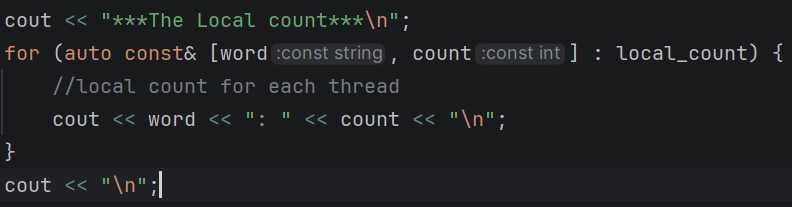 cout << "***The Local count***\n";
for (auto const& [word :const string , count :const int ] : local_count) {
    //local count for each thread
    cout << word << ": " << count << "\n";
}
cout << "\n";